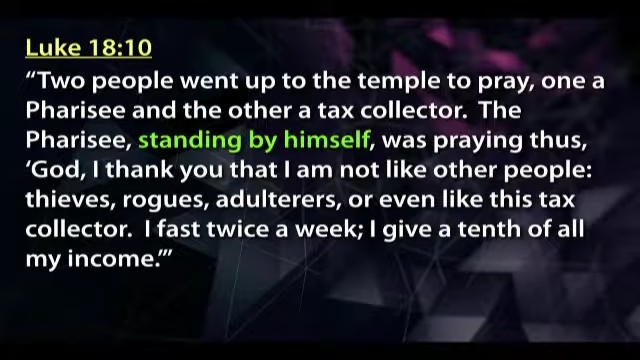 Luke 18:10
“Two people went up to the temple to pray, one a
Pharisee and the other a tax collector.  The
Pharisee, standing by himself, was praying thus,
‘God, I thank you that I am not like other people:
thieves, rogues, adulterers, or even like this tax
collector.  I fast twice a week; I give a tenth of all
my income.’”